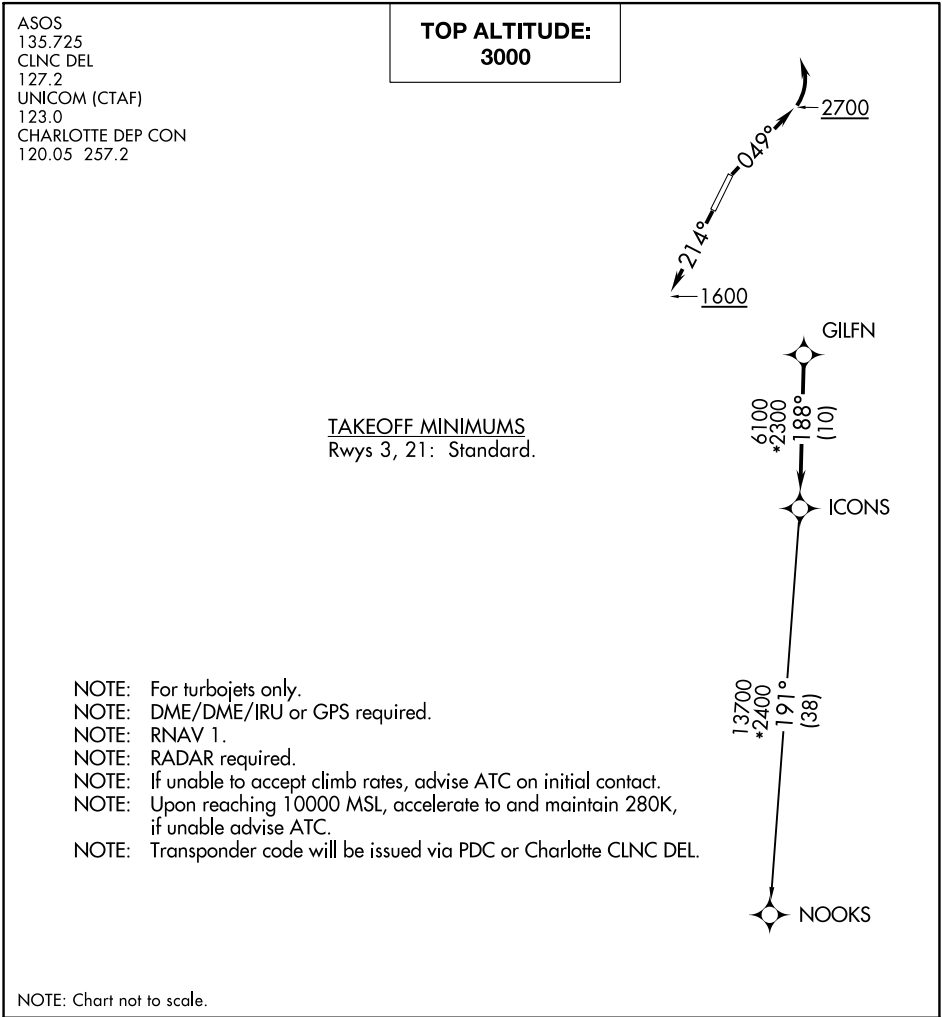 ASOS
135.725
CLNC DEL
127.2
UNICOM (CTAF)
123.0
CHARLOTTE DEP CON
120.05 257.2
TOP ALTITUDE:
3000
2700
049°
214°
1600
GILFN
6100
*2300
188°
(10)
TAKEOFF MINIMUMS
Rwys 3, 21: Standard.
ICONS
13700
*2400
191°
(38)
NOTE: For turbojets only.
NOTE: DME/DME/IRU or GPS required.
NOTE: RNAV 1.
NOTE: RADAR required.
NOTE: If unable to accept climb rates, advise ATC on initial contact.
NOTE: Upon reaching 10000 MSL, accelerate to and maintain 280K,
if unable advise ATC.
NOTE: Transponder code will be issued via PDC or Charlotte CLNC DEL.
NOOKS
NOTE: Chart not to scale.